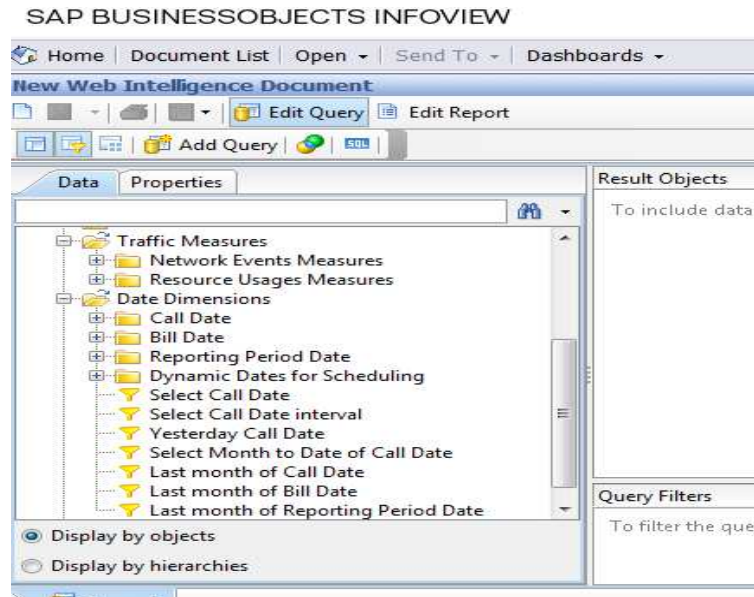 SAP BUSINESSOBJECTS INFOVIEW
Home | Document List | Open | Send To | Dashboards
New Web Intelligence Document
Edit Query Edit Report
Add Query SQL
Data Properties
Traffic Measures
Network Events Measures
Resource Usages Measures
Date Dimensions
Call Date
Bill Date
Reporting Period Date
Dynamic Dates for Scheduling
Select Call Date
Select Call Date interval
Yesterday Call Date
Select Month to Date of Call Date
Last month of Call Date
Last month of Bill Date
Last month of Reporting Period Date
Display by objects
Display by hierarchies
Result Objects
To include data
Query Filters
To filter the que